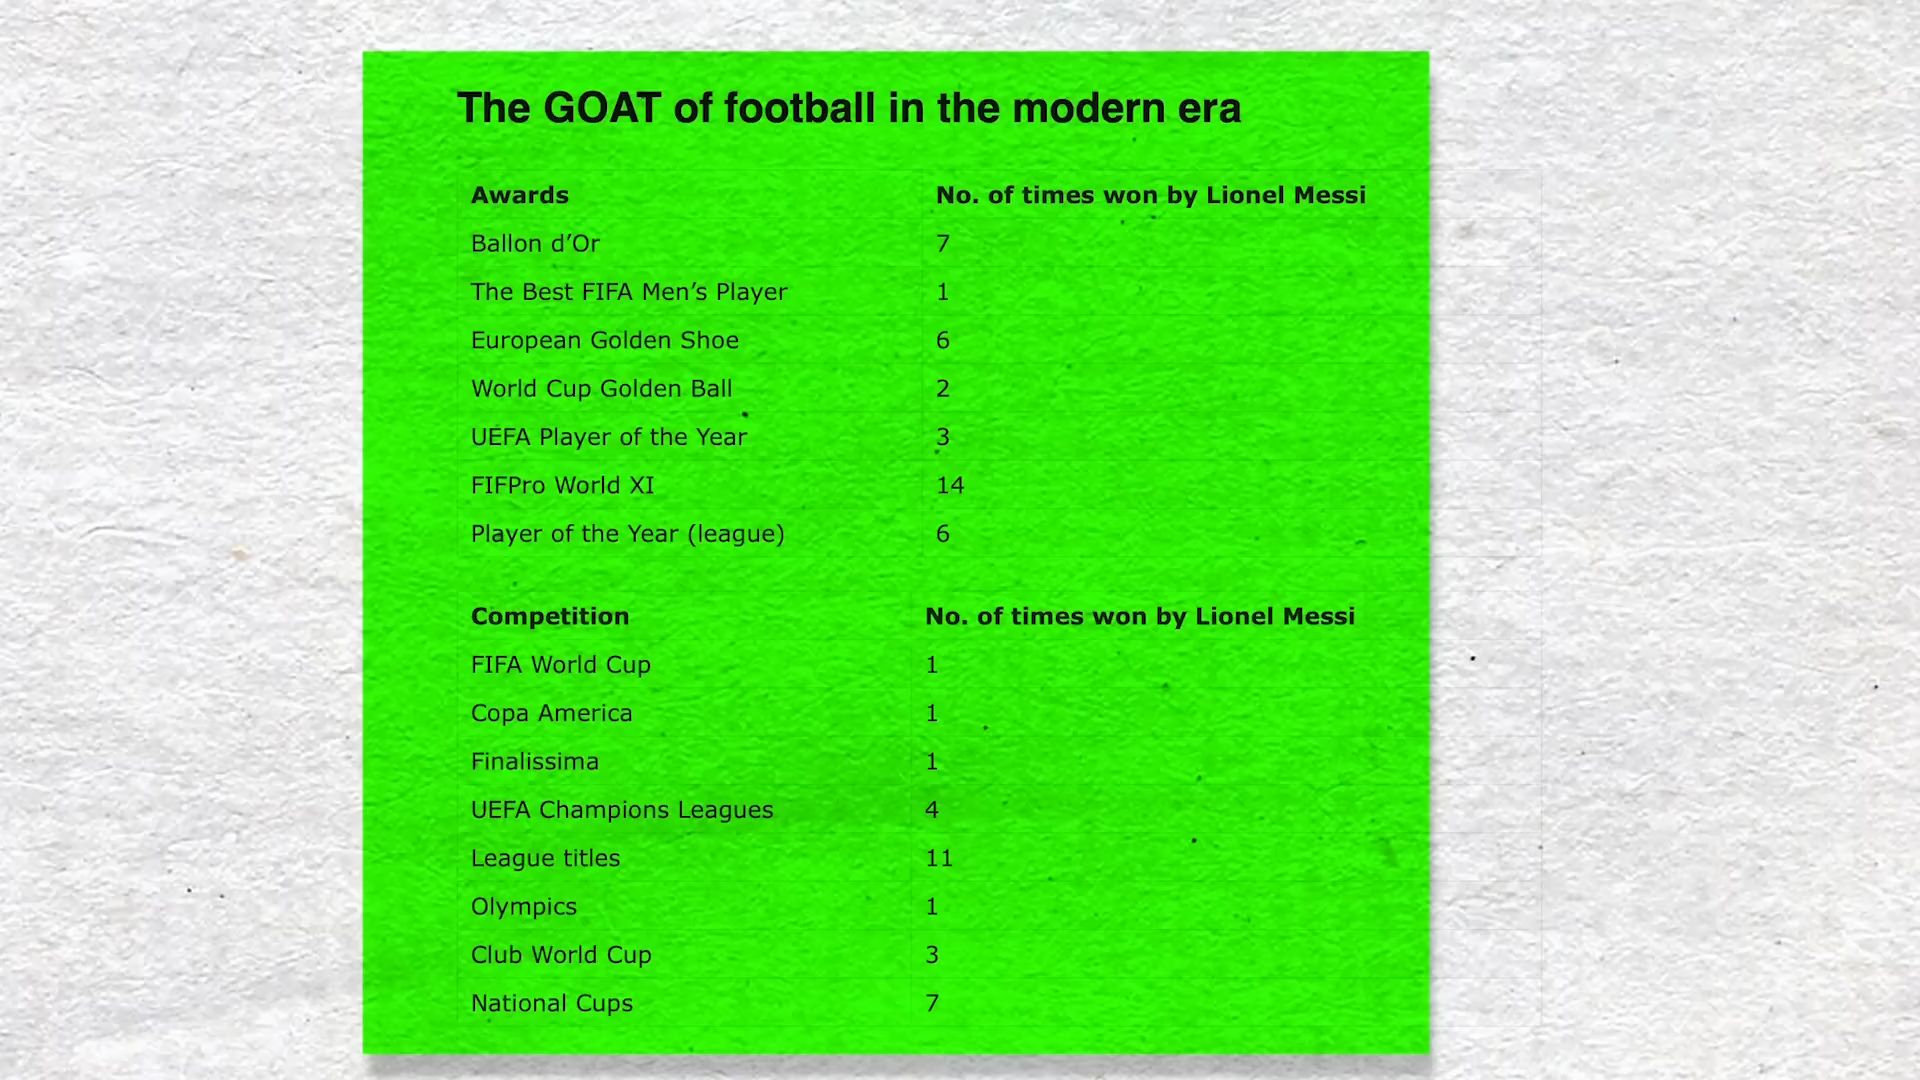 The GOAT of football in the modern era
Awards No. of times won by Lionel Messi
Ballon d’Or 7
The Best FIFA Men’s Player 1
European Golden Shoe 6
World Cup Golden Ball 2
UEFA Player of the Year 3
FIFPro World XI 14
Player of the Year (league) 6
Competition No. of times won by Lionel Messi
FIFA World Cup 1
Copa America 1
Finalissima 1
UEFA Champions Leagues 4
League titles 11
Olympics 1
Club World Cup 3
National Cups 7